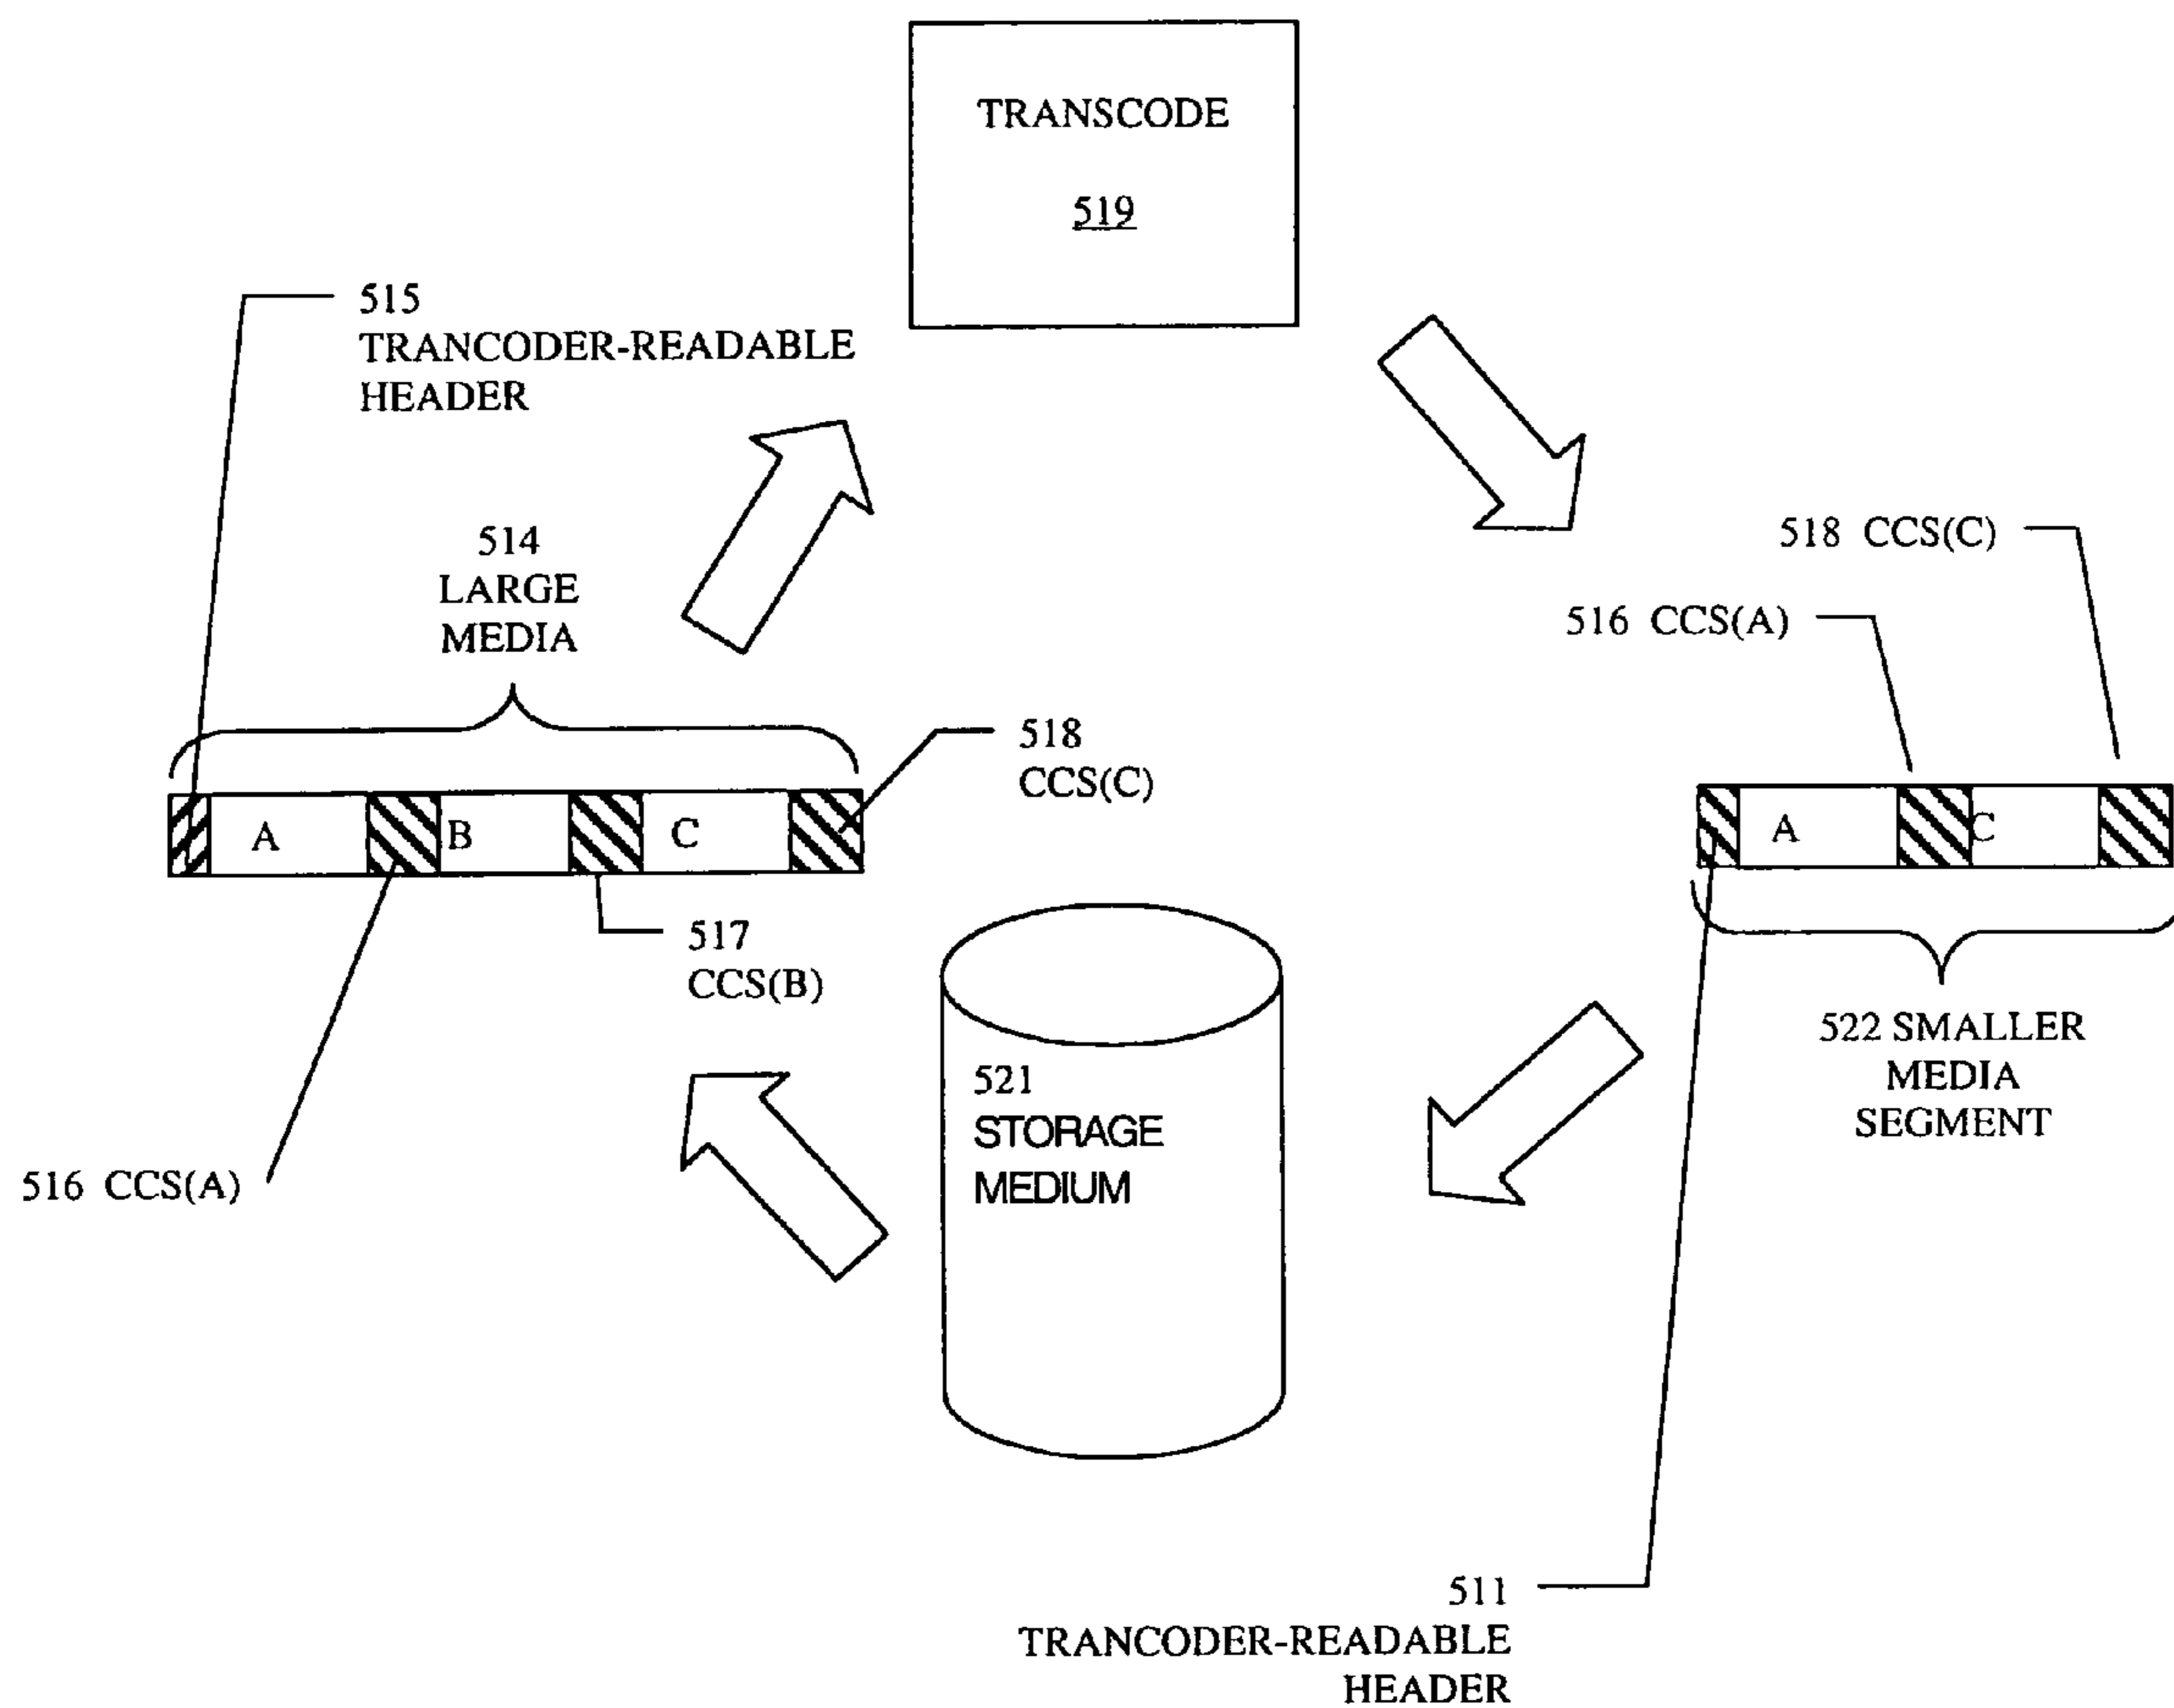 TRANSCODE
519
515
TRANCODER-READABLE
HEADER
514
LARGE
MEDIA
518 CCS(C)
516 CCS(A)
518
CCS(C)
A
B
C
A
C
517
CCS(B)
522 SMALLER
MEDIA
SEGMENT
521
STORAGE
MEDIUM
516 CCS(A)
511
TRANCODER-READABLE
HEADER